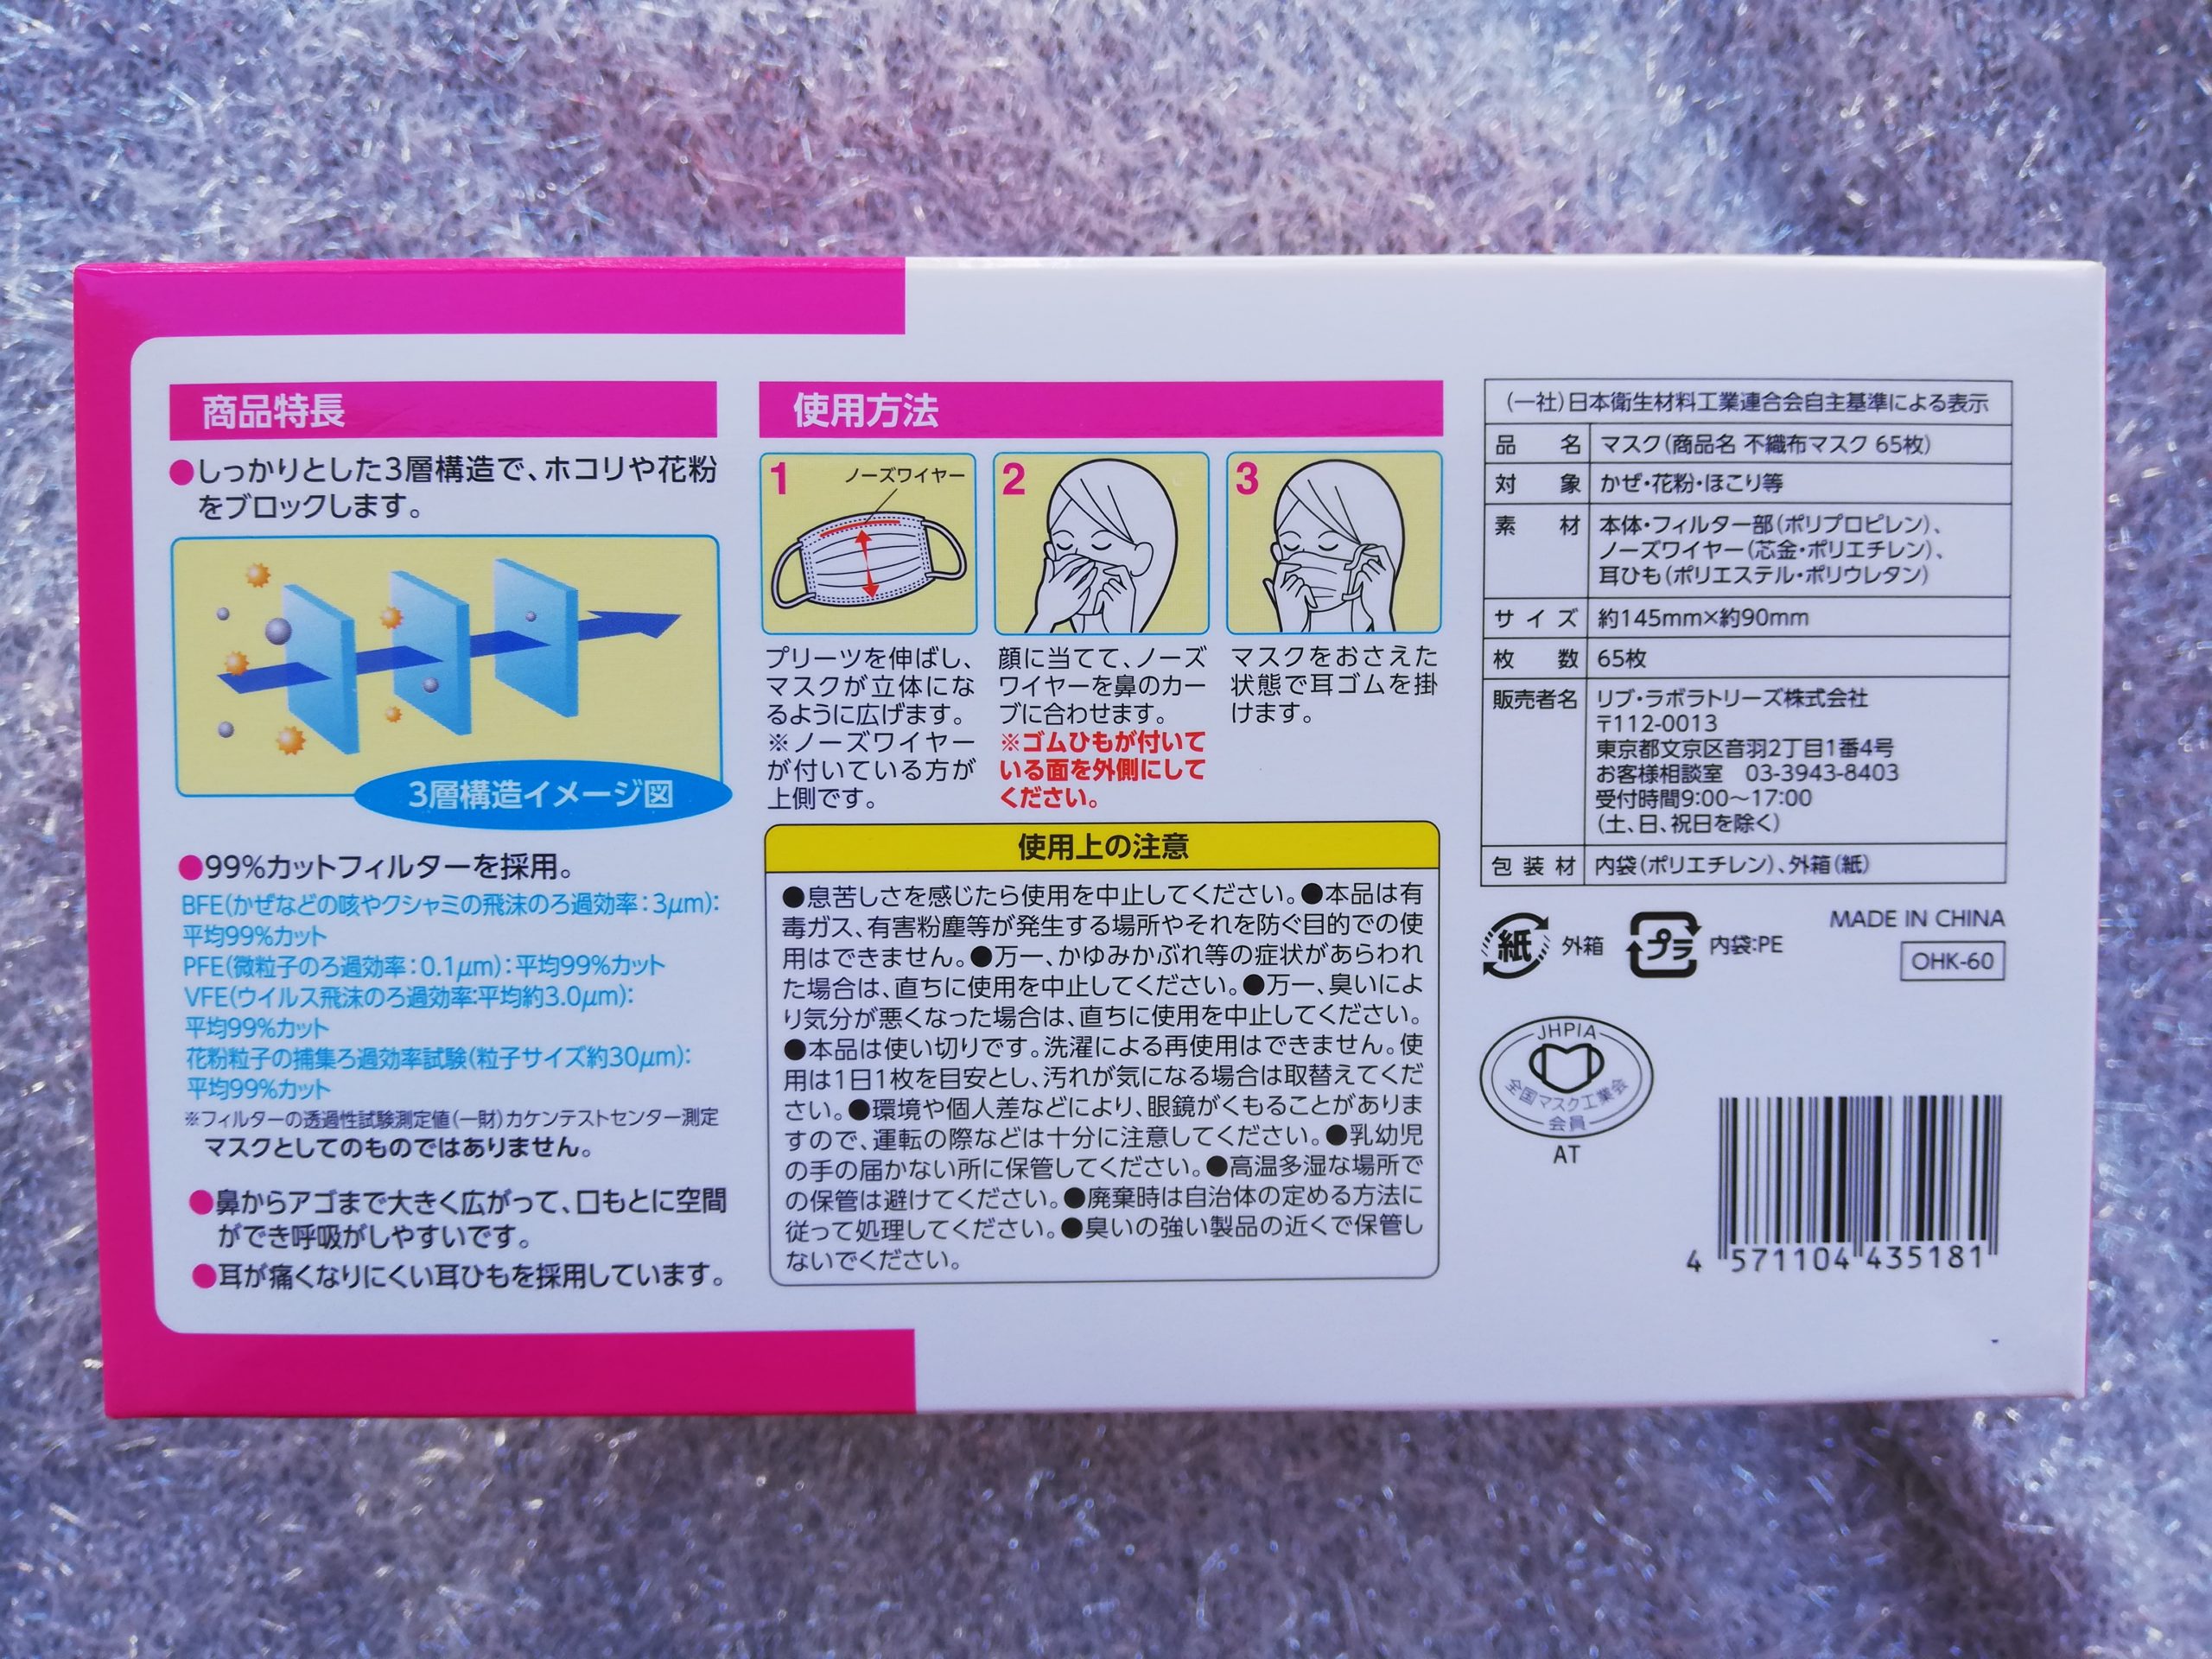 商品特長
●しっかりとした3層構造で、ホコリや花粉
をブロックします。
3層構造イメージ図
●99%カットフィルターを採用。
BFE(かぜなどの咳やクシャミの飛沫のろ過効率：3μm)：
平均99%カット
PFE(微粒子のろ過効率：0.1μm)：平均99%カット
VFE(ウイルス飛沫のろ過効率:平均約3.0μm)：
平均99%カット
花粉粒子の捕集ろ過効率試験(粒子サイズ約30μm)：
平均99%カット
※フィルターの透過性試験測定値(一財)カケンテストセンター測定
マスクとしてのものではありません。
●鼻からアゴまで大きく広がって、口もとに空間
ができ呼吸がしやすいです。
●耳が痛くなりにくい耳ひもを採用しています。
使用方法
1
ノーズワイヤー
プリーツを伸ばし、
マスクが立体にな
るように広げます。
※ノーズワイヤー
が付いている方が
上側です。
2
顔に当てて、ノーズ
ワイヤーを鼻のカー
ブに合わせます。
※ゴムひもが付いて
いる面を外側にして
ください。
3
マスクをおさえた
状態で耳ゴムを掛
けます。
使用上の注意
●息苦しさを感じたら使用を中止してください。●本品は有
毒ガス、有害粉塵等が発生する場所やそれを防ぐ目的での使
用はできません。●万一、かゆみかぶれ等の症状があらわれ
た場合は、直ちに使用を中止してください。●万一、臭いによ
り気分が悪くなった場合は、直ちに使用を中止してください。
●本品は使い切りです。洗濯による再使用はできません。使
用は1日1枚を目安とし、汚れが気になる場合は取替えてくだ
さい。●環境や個人差などにより、眼鏡がくもることがありま
すので、運転の際などは十分に注意してください。●乳幼児
の手の届かない所に保管してください。●高温多湿な場所で
の保管は避けてください。●廃棄時は自治体の定める方法に
従って処理してください。●臭いの強い製品の近くで保管し
ないでください。
(一社)日本衛生材料工業連合会自主基準による表示
品名 マスク(商品名 不織布マスク 65枚)
対象 かぜ・花粉・ほこり等
素材 本体・フィルター部(ポリプロピレン)、
ノーズワイヤー(芯金・ポリエチレン)、
耳ひも(ポリエステル・ポリウレタン)
サイズ 約145mm×約90mm
枚数 65枚
販売者名 リブ・ラボラトリーズ株式会社
〒112-0013
東京都文京区音羽2丁目1番4号
お客様相談室 03-3943-8403
受付時間9:00〜17:00
(土、日、祝日を除く)
包装材 内袋(ポリエチレン)、外箱(紙)
紙 外箱 プラ 内袋:PE
MADE IN CHINA
OHK-60
JHPIA
全国マスク工業会
会員
AT
4 571104 435181